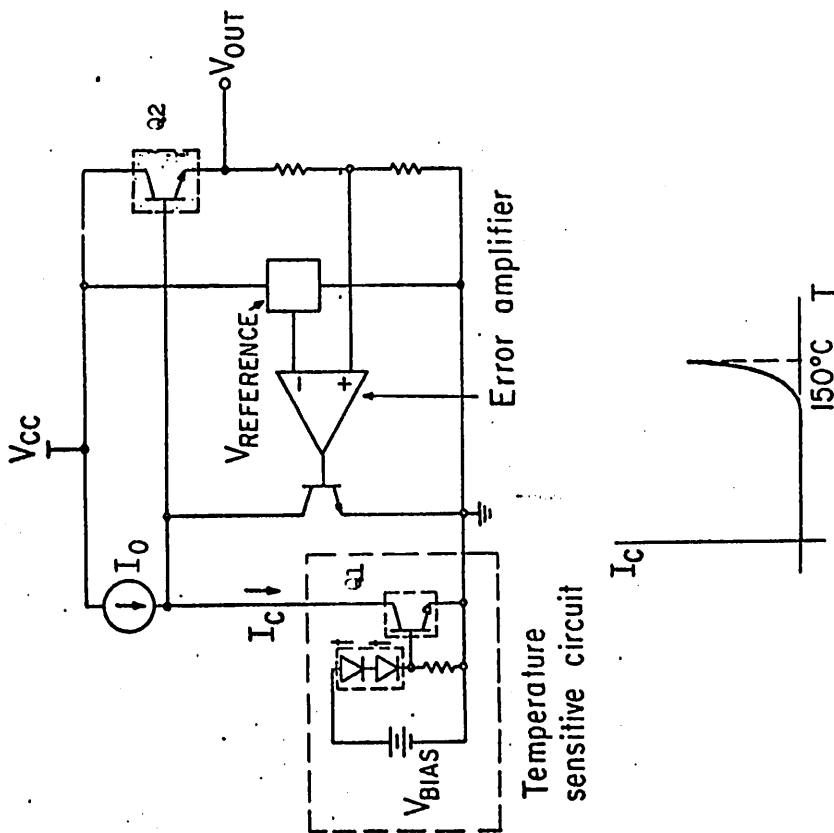 VCC
I0
Q2
VOUT
VREFERENCE
-
+
Error amplifier
IC
Q1
VBIAS
Temperature
sensitive circuit
IC
150°C T